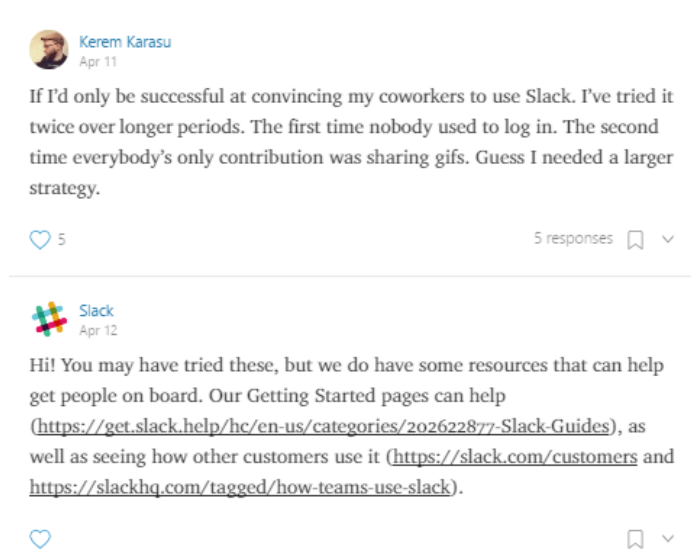 Kerem Karasu
Apr 11
If I’d only be successful at convincing my coworkers to use Slack. I’ve tried it
twice over longer periods. The first time nobody used to log in. The second
time everybody’s only contribution was sharing gifs. Guess I needed a larger
strategy.
5
5 responses
Slack
Apr 12
Hi! You may have tried these, but we do have some resources that can help
get people on board. Our Getting Started pages can help
(https://get.slack.help/hc/en-us/categories/202622877-Slack-Guides), as
well as seeing how other customers use it (https://slack.com/customers and
https://slackhq.com/tagged/how-teams-use-slack).